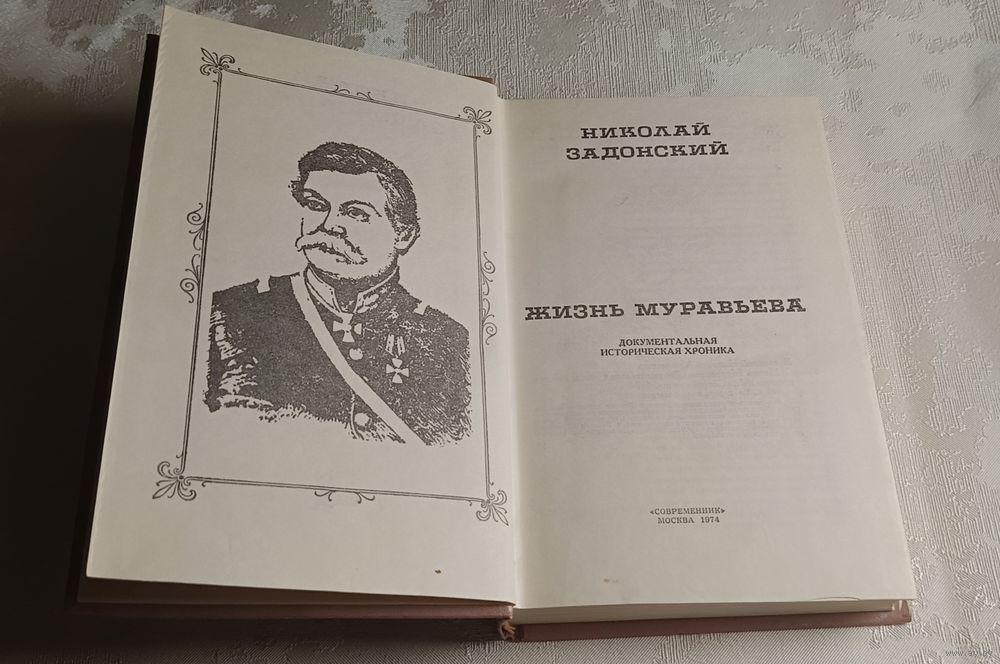 НИКОЛАЙ
ЗАДОНСКИЙ
ЖИЗНЬ МУРАВЬЕВА
ДОКУМЕНТАЛЬНАЯ
ИСТОРИЧЕСКАЯ ХРОНИКА
«СОВРЕМЕННИК»
МОСКВА 1974